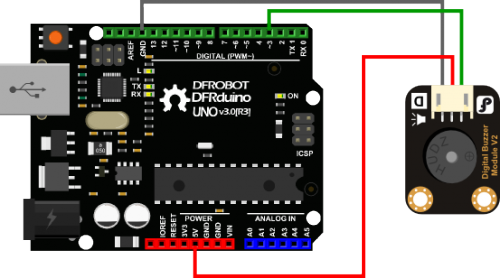 AREF
GND
13
12
~11
~10
~9
8
7
~6
~5
4
~3
2
TX 1
RX 0
DIGITAL (PWM~)
L
TX
RX
DFROBOT
DFRduino
UNO v3.0[R3]
ON
ICSP
IOREF
RESET
3V3
5V
GND
GND
VIN
POWER
ANALOG IN
A0
A1
A2
A3
A4
A5
D
Digital Buzzer
Module V2